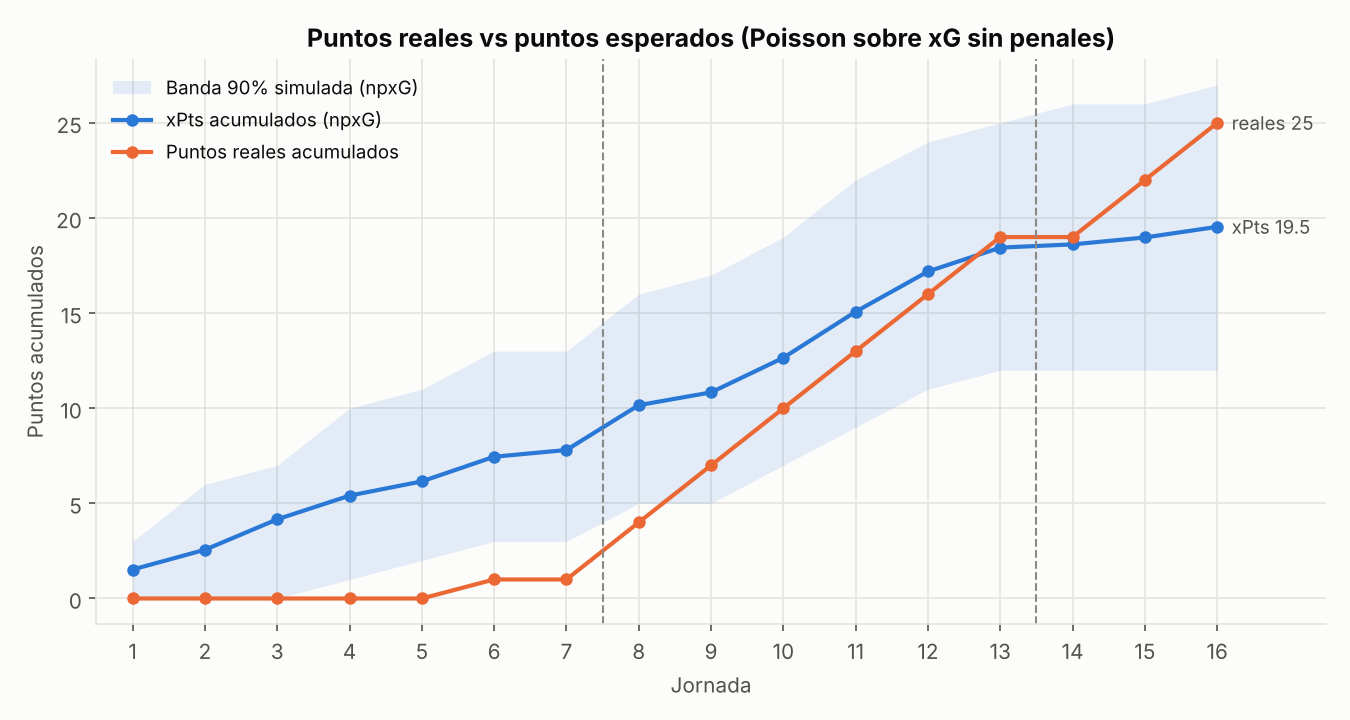 Puntos reales vs puntos esperados (Poisson sobre xG sin penales)
Banda 90% simulada (npxG)
xPts acumulados (npxG)
Puntos reales acumulados
Puntos acumulados
25
20
15
10
5
0
reales 25
xPts 19.5
1 2 3 4 5 6 7 8 9 10 11 12 13 14 15 16
Jornada